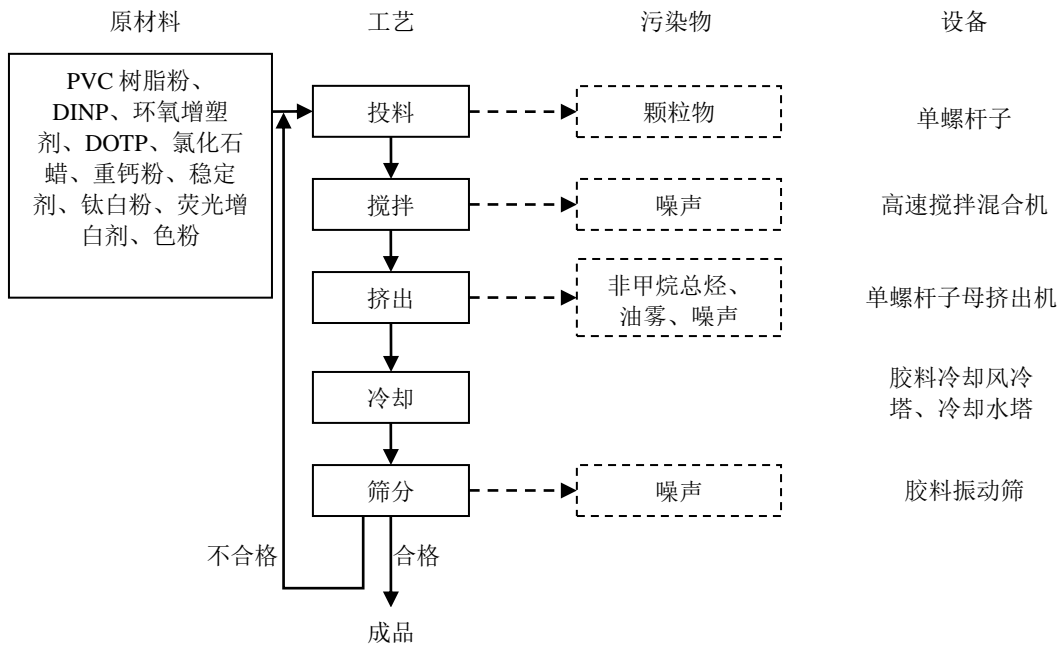 原材料
工艺
污染物
设备
PVC 树脂粉、
DINP、环氧增塑
剂、DOTP、氯化石
蜡、重钙粉、稳定
剂、钛白粉、荧光增
白剂、色粉
投料
颗粒物
单螺杆子
搅拌
噪声
高速搅拌混合机
挤出
非甲烷总烃、
油雾、噪声
单螺杆子母挤出机
冷却
胶料冷却风冷
塔、冷却水塔
筛分
噪声
胶料振动筛
不合格
合格
成品